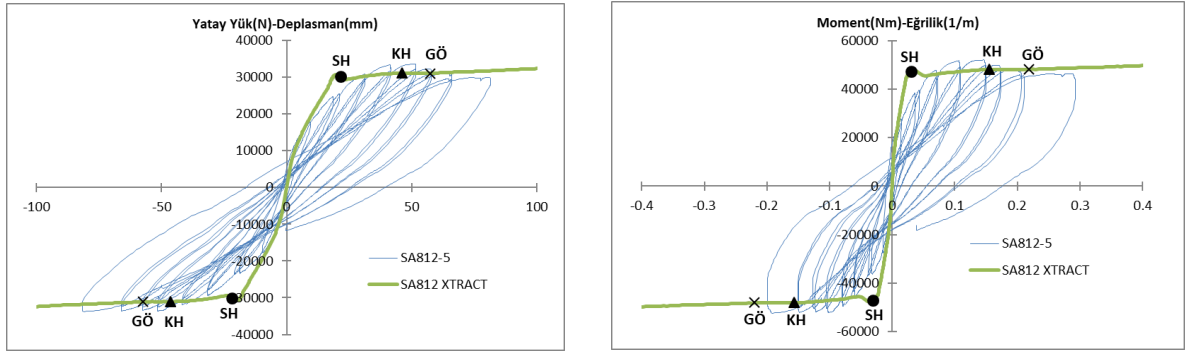 Yatay Yük(N)-Deplasman(mm)
40000
30000
20000
10000
0
-10000
-20000
-30000
-40000
-100
-50
0
50
100
SH
KH
GÖ
GÖ
KH
SH
SA812-5
SA812 XTRACT
Moment(Nm)-Eğrilik(1/m)
60000
40000
20000
0
-20000
-40000
-60000
-0.4
-0.3
-0.2
-0.1
0
0.1
0.2
0.3
0.4
SH
KH
GÖ
GÖ
KH
SH
SA812-5
SA812 XTRACT